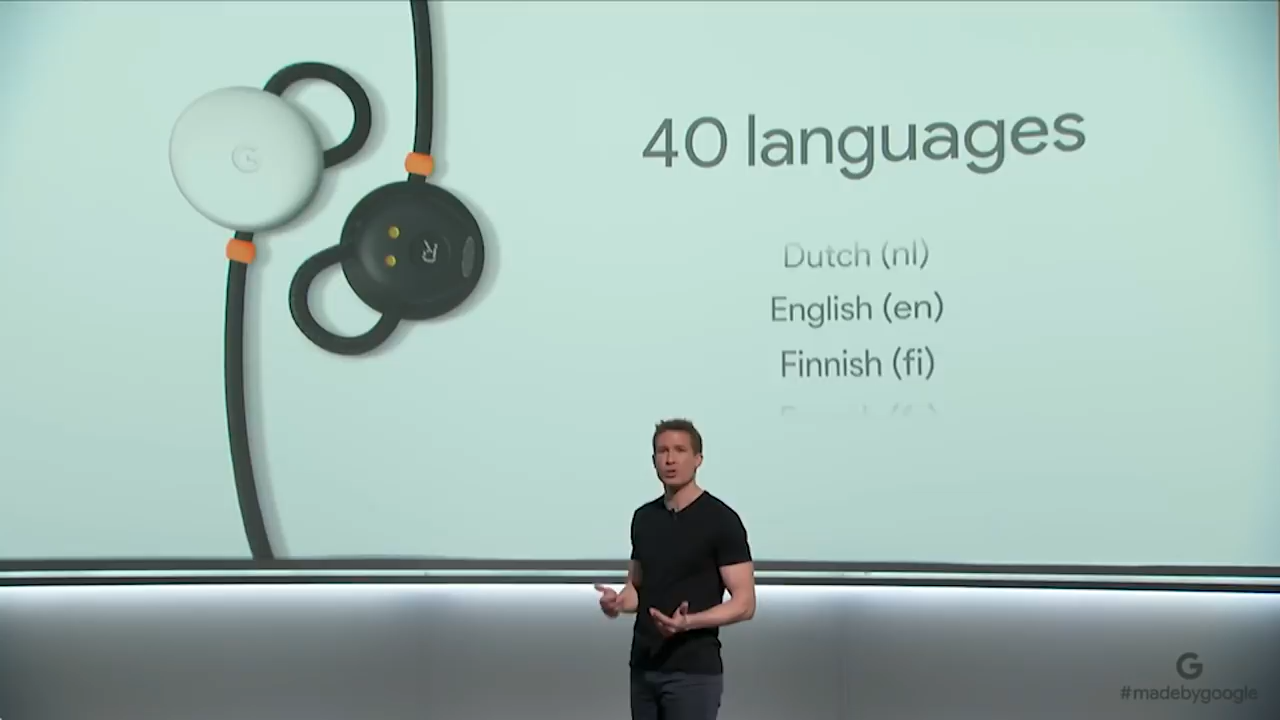 40 languages
Dutch (nl)
English (en)
Finnish (fi)
G
R
G
#madebygoogle